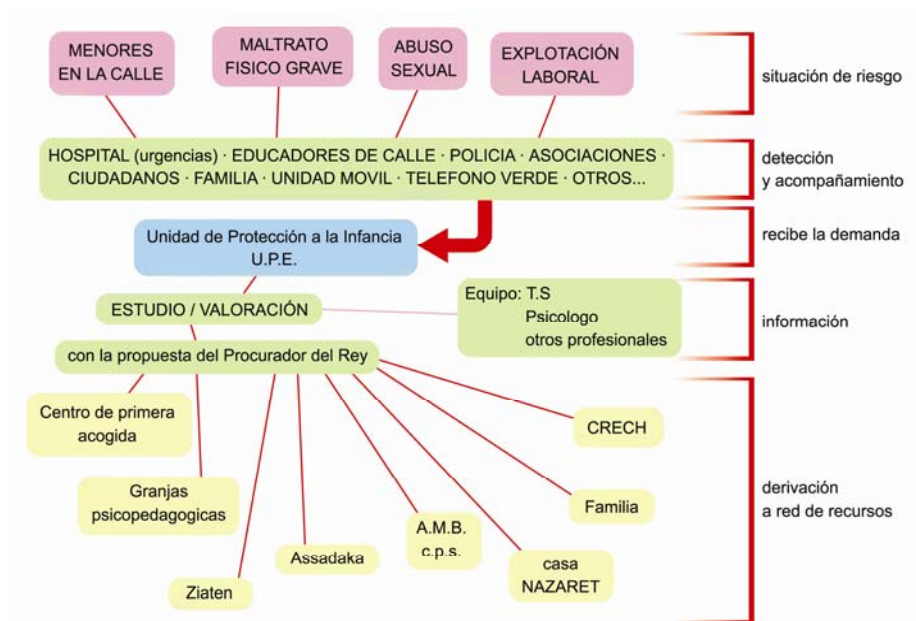 MENORES
EN LA CALLE
MALTRATO
FISICO GRAVE
ABUSO
SEXUAL
EXPLOTACIÓN
LABORAL
situación de riesgo
HOSPITAL (urgencias) · EDUCADORES DE CALLE · POLICIA · ASOCIACIONES ·
CIUDADANOS · FAMILIA · UNIDAD MOVIL · TELEFONO VERDE · OTROS...
detección
y acompañamiento
Unidad de Protección a la Infancia
U.P.E.
recibe la demanda
ESTUDIO / VALORACIÓN
Equipo: T.S
Psicologo
otros profesionales
información
con la propuesta del Procurador del Rey
Centro de primera
acogida
Granjas
psicopedagogicas
Ziaten
Assadaka
A.M.B.
c.p.s.
casa
NAZARET
Familia
CRECH
derivación
a red de recursos